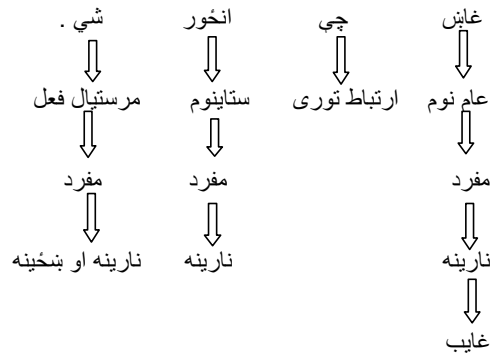 غاښ چې انځور شي .
عام نوم ارتباط توری ستاینوم مرستیال فعل
مفرد مفرد مفرد
نارینه نارینه نارینه او ښځینه
غایب